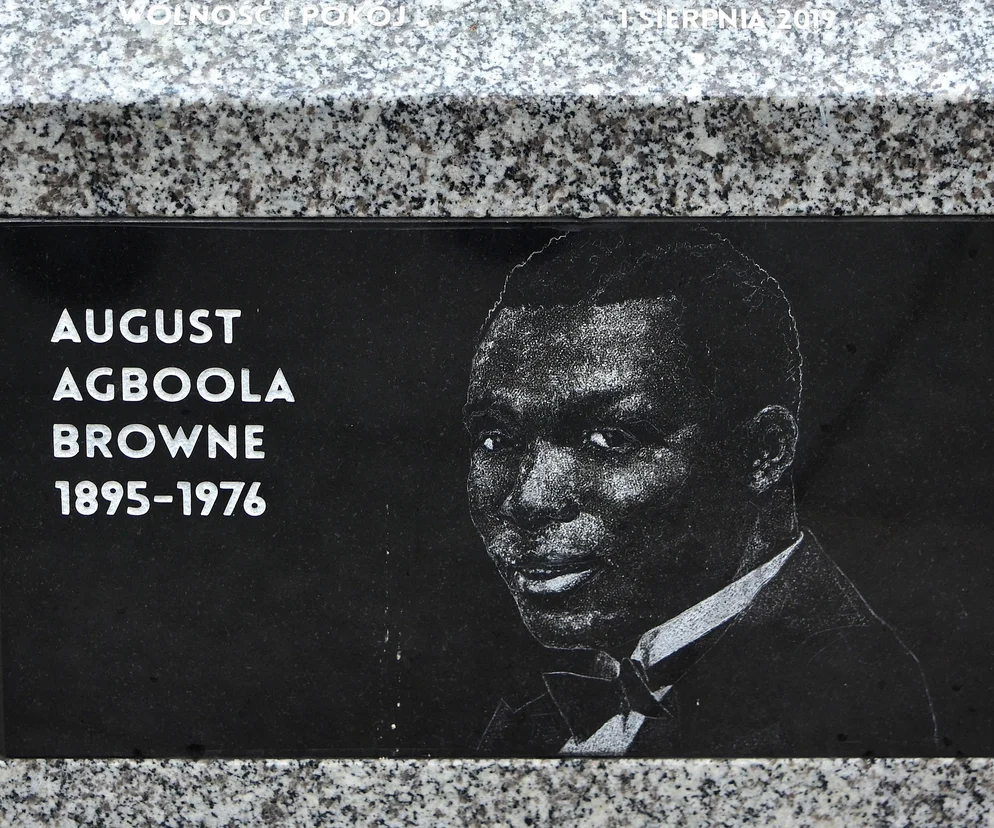 WOLNOŚĆ I POKÓJ
1 SIERPNIA 2019
AUGUST
AGBOOLA
BROWNE
1895-1976